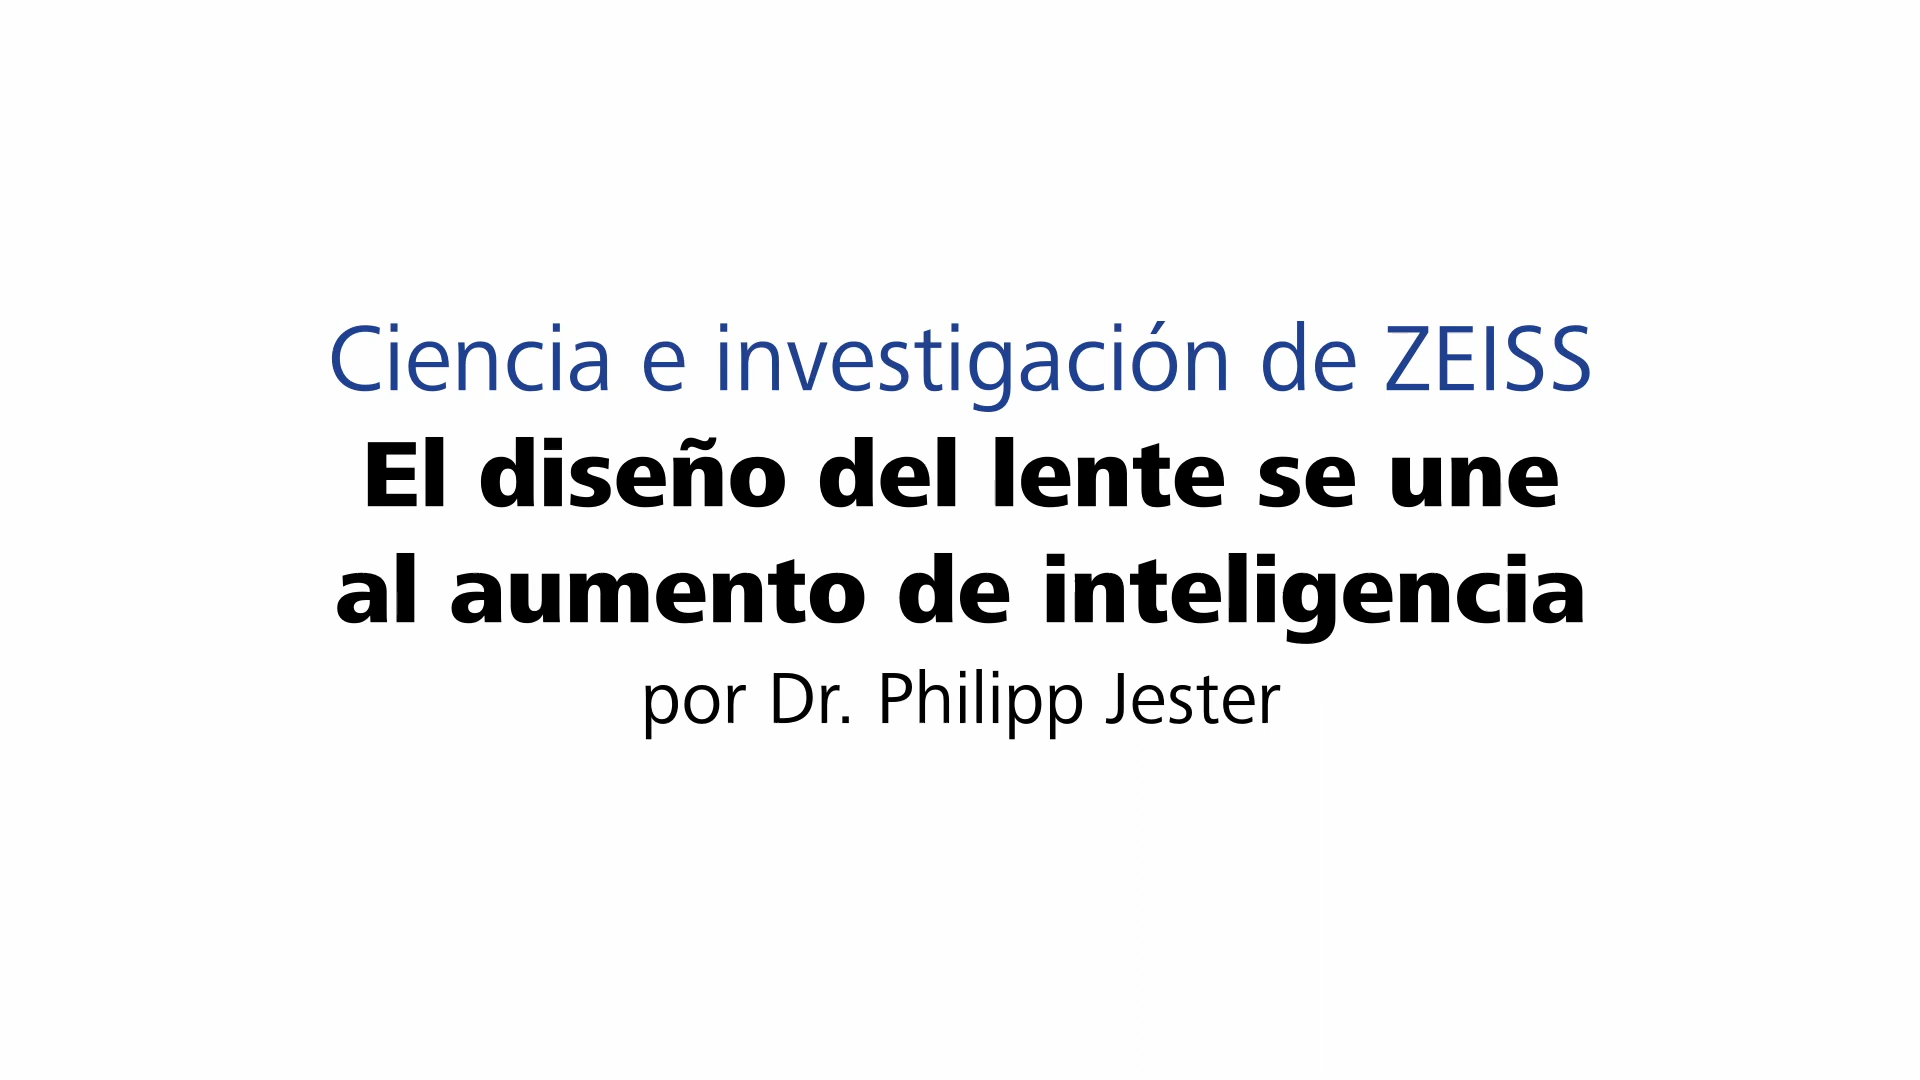 Ciencia e investigación de ZEISS
El diseño del lente se une
al aumento de inteligencia
por Dr. Philipp Jester